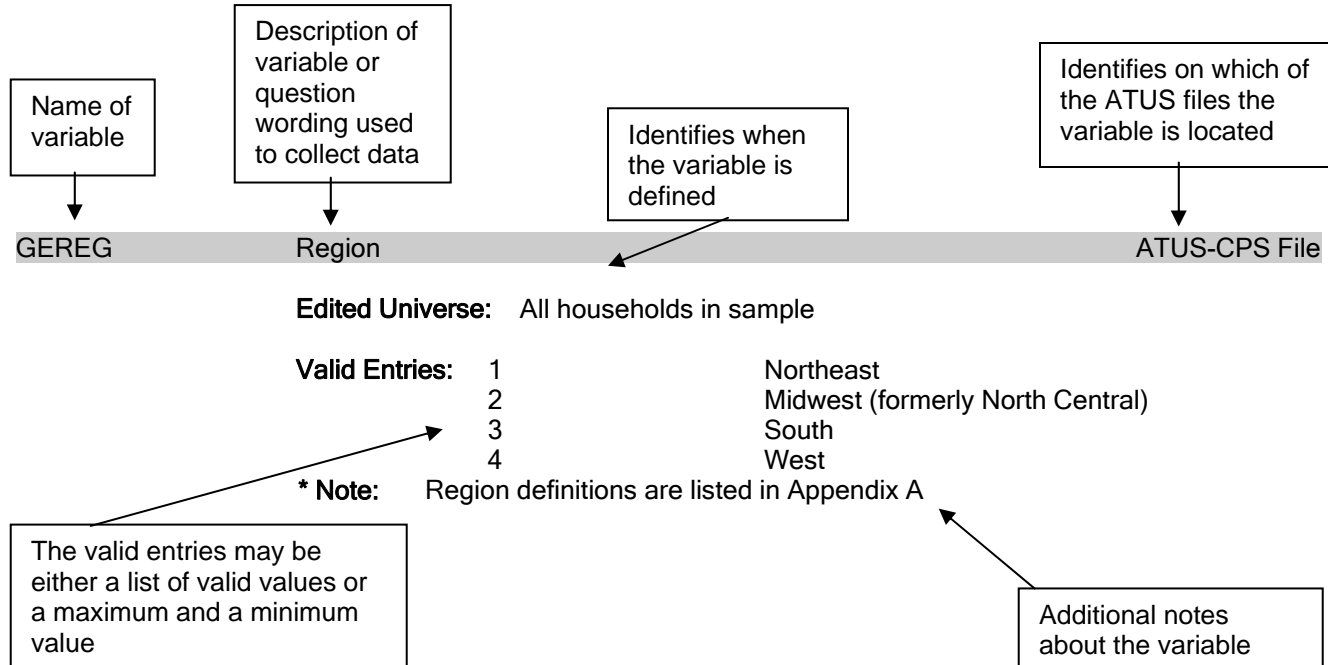 Name of
variable
Description of
variable or
question
wording used
to collect data
Identifies when
the variable is
defined
Identifies on which of
the ATUS files the
variable is located
GEREG Region ATUS-CPS File
Edited Universe: All households in sample
Valid Entries: 1 Northeast
2 Midwest (formerly North Central)
3 South
4 West
* Note: Region definitions are listed in Appendix A
The valid entries may be
either a list of valid values or
a maximum and a minimum
value
Additional notes
about the variable